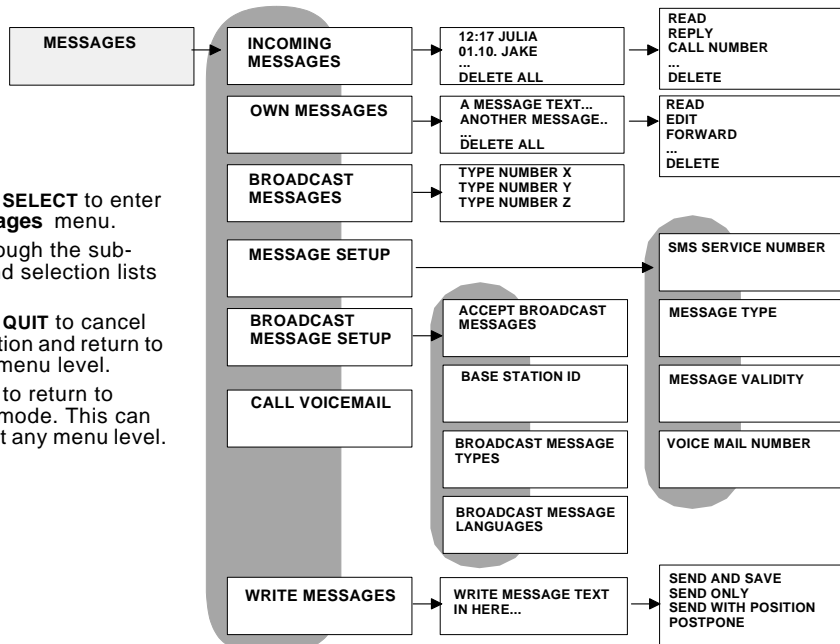 MESSAGES
INCOMING
MESSAGES
12:17 JULIA
01.10. JAKE
...
DELETE ALL
READ
REPLY
CALL NUMBER
...
DELETE
OWN MESSAGES
A MESSAGE TEXT...
ANOTHER MESSAGE..
...
DELETE ALL
READ
EDIT
FORWARD
...
DELETE
BROADCAST
MESSAGES
TYPE NUMBER X
TYPE NUMBER Y
TYPE NUMBER Z
SELECT to enter
ages menu.
ough the sub-
nd selection lists
QUIT to cancel
tion and return to
menu level.
to return to
mode. This can
t any menu level.
MESSAGE SETUP
SMS SERVICE NUMBER
MESSAGE TYPE
MESSAGE VALIDITY
VOICE MAIL NUMBER
BROADCAST
MESSAGE SETUP
ACCEPT BROADCAST
MESSAGES
BASE STATION ID
BROADCAST MESSAGE
TYPES
BROADCAST MESSAGE
LANGUAGES
CALL VOICEMAIL
WRITE MESSAGES
WRITE MESSAGE TEXT
IN HERE...
SEND AND SAVE
SEND ONLY
SEND WITH POSITION
POSTPONE